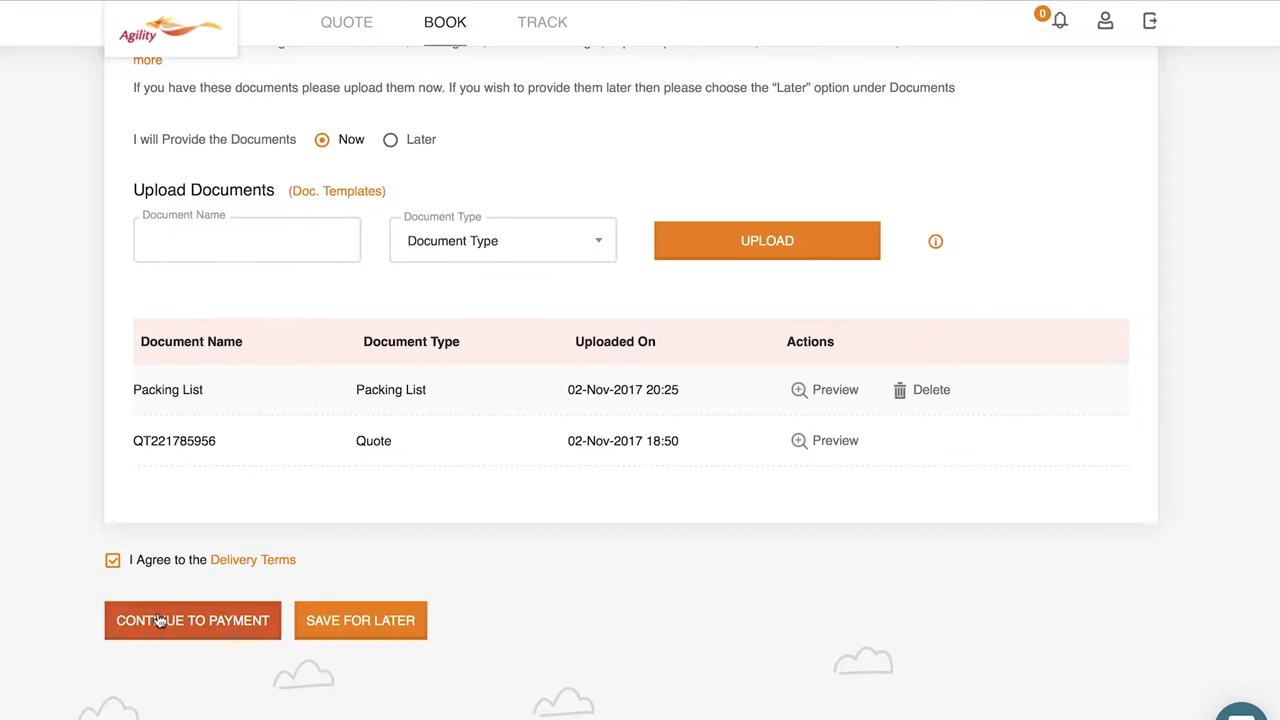 Agility
QUOTE
BOOK
TRACK
0
more
If you have these documents please upload them now. If you wish to provide them later then please choose the “Later” option under Documents
I will Provide the Documents Now Later
Upload Documents (Doc. Templates)
Document Name
Document Type
Document Type
UPLOAD
Document Name Document Type Uploaded On Actions
Packing List Packing List 02-Nov-2017 20:25 Preview Delete
QT221785956 Quote 02-Nov-2017 18:50 Preview
I Agree to the Delivery Terms
CONTINUE TO PAYMENT
SAVE FOR LATER